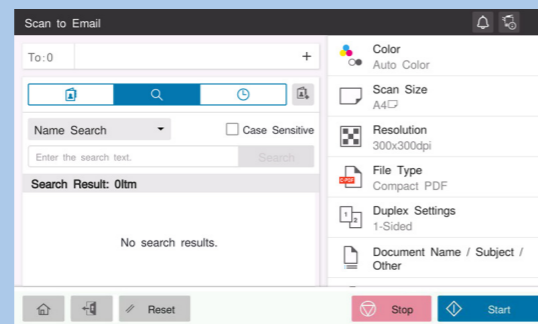 Scan to Email
To:0
+
Name Search
Case Sensitive
Enter the search text.
Search
Search Result: 0Itm
No search results.
Color
Auto Color
Scan Size
A4
Resolution
300x300dpi
File Type
Compact PDF
Duplex Settings
1-Sided
Document Name / Subject /
Other
Reset
Stop
Start